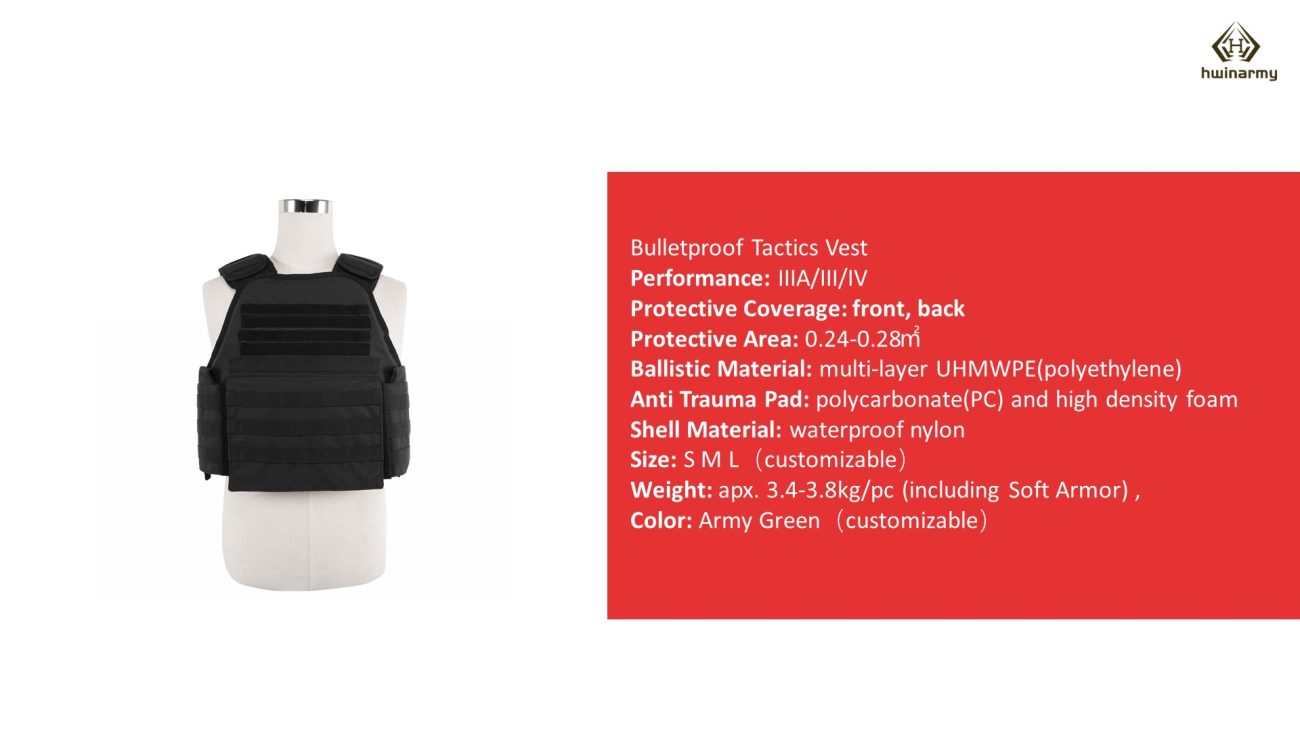 hwinarmy
Bulletproof Tactics Vest
Performance: IIIA/III/IV
Protective Coverage: front, back
Protective Area: 0.24-0.28㎡
Ballistic Material: multi-layer UHMWPE(polyethylene)
Anti Trauma Pad: polycarbonate(PC) and high density foam
Shell Material: waterproof nylon
Size: S M L（customizable）
Weight: apx. 3.4-3.8kg/pc (including Soft Armor) ,
Color: Army Green（customizable）